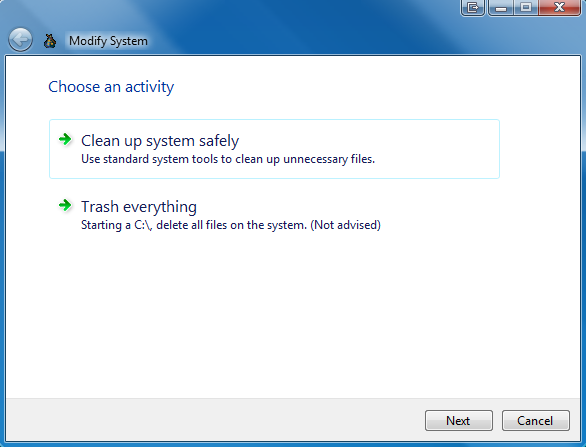 Modify System
Choose an activity
Clean up system safely
Use standard system tools to clean up unnecessary files.
Trash everything
Starting a C:\, delete all files on the system. (Not advised)
Next Cancel